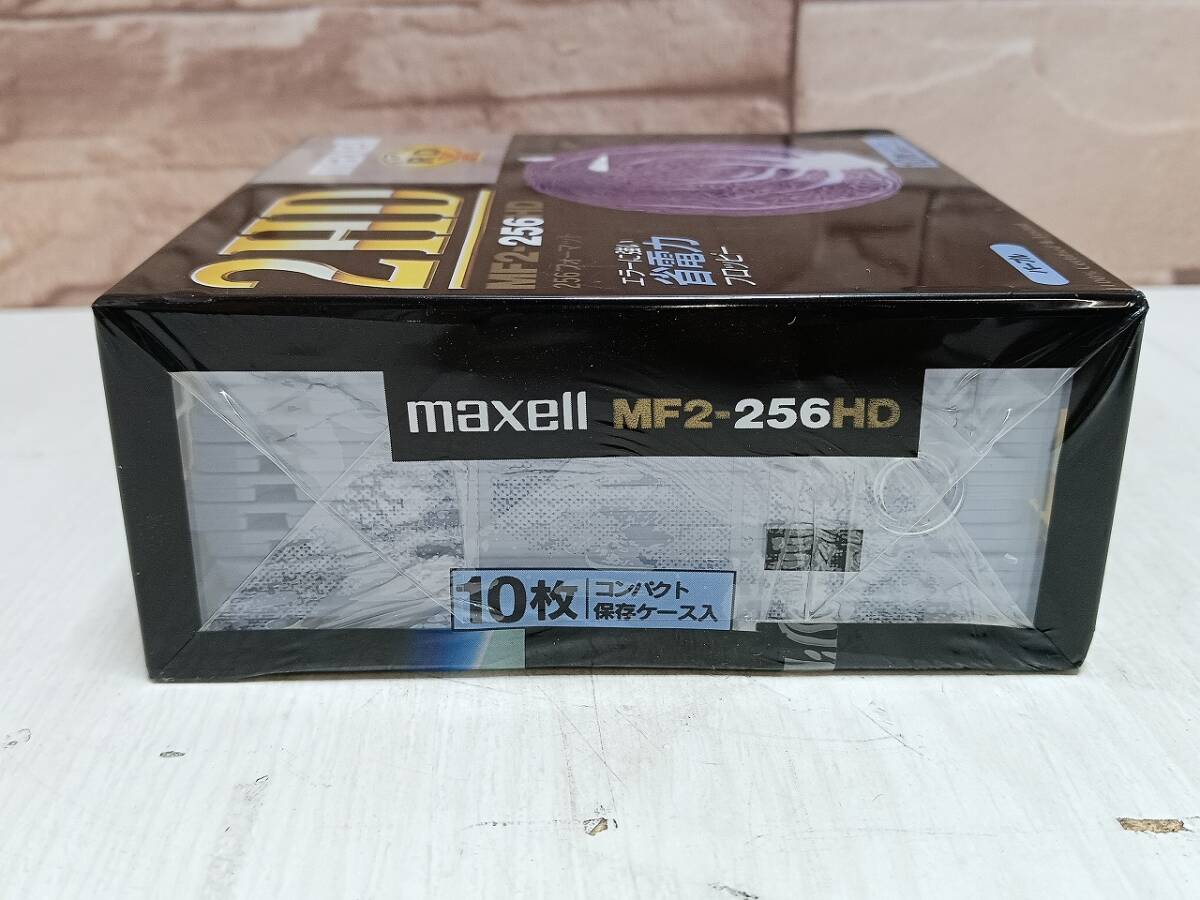 maxell
RD
2HD
MF2-256HD
256フォーマット
エラーに強い
省電力
フロッピー
maxell MF2-256HD
10枚
コンパクト
保存ケース入